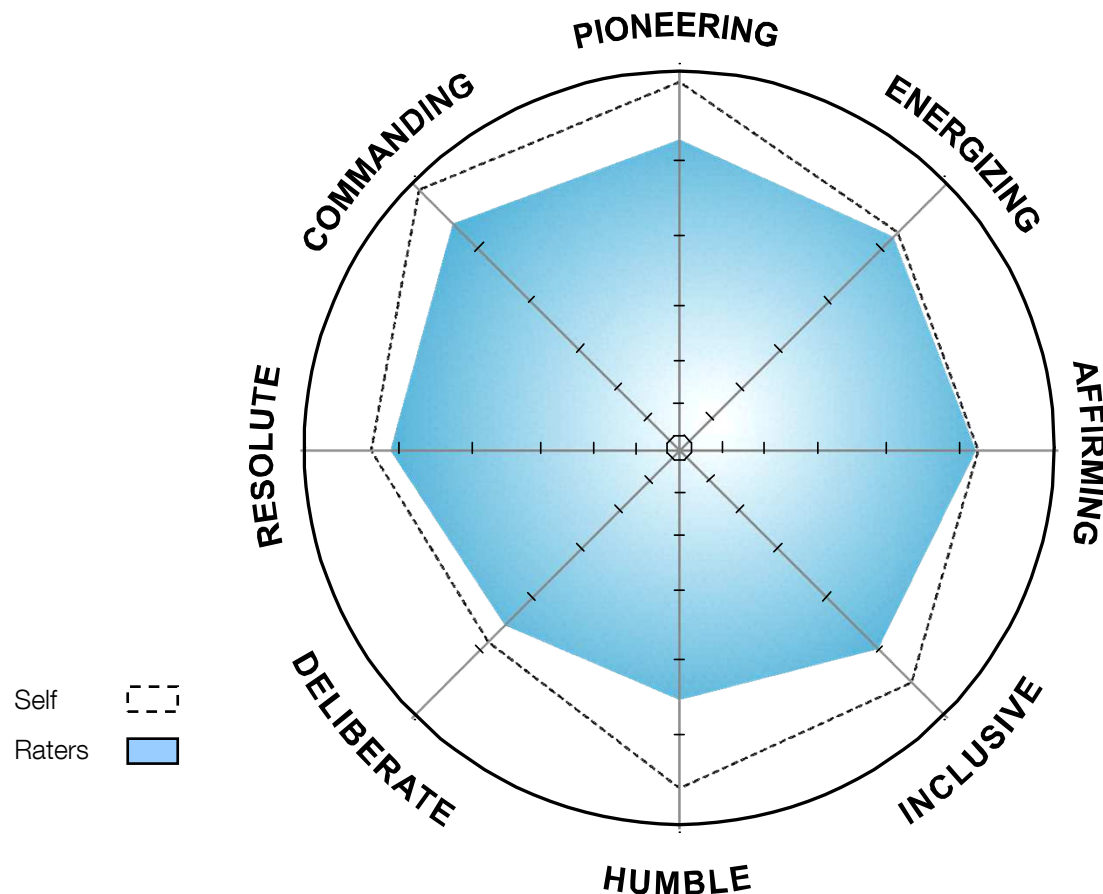 PIONEERING
ENERGIZING
AFFIRMING
INCLUSIVE
HUMBLE
DELIBERATE
RESOLUTE
COMMANDING
Self
Raters